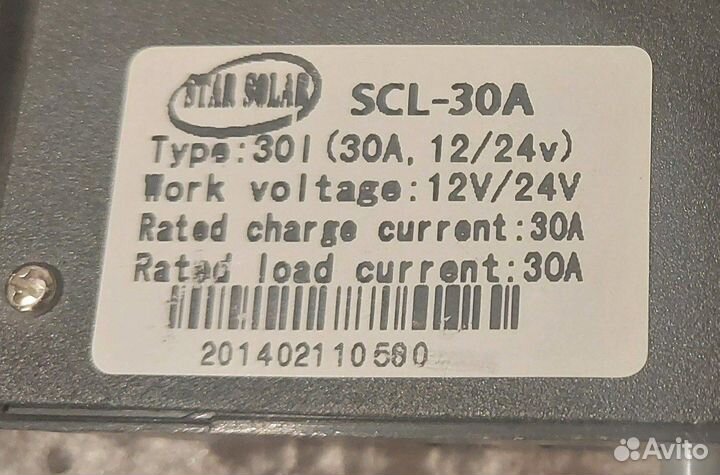 STAR SOLAR
SCL-30A
Type:30I(30A, 12/24v)
Work voltage:12V/24V
Rated charge current:30A
Rated load current:30A
201402110580
Avito